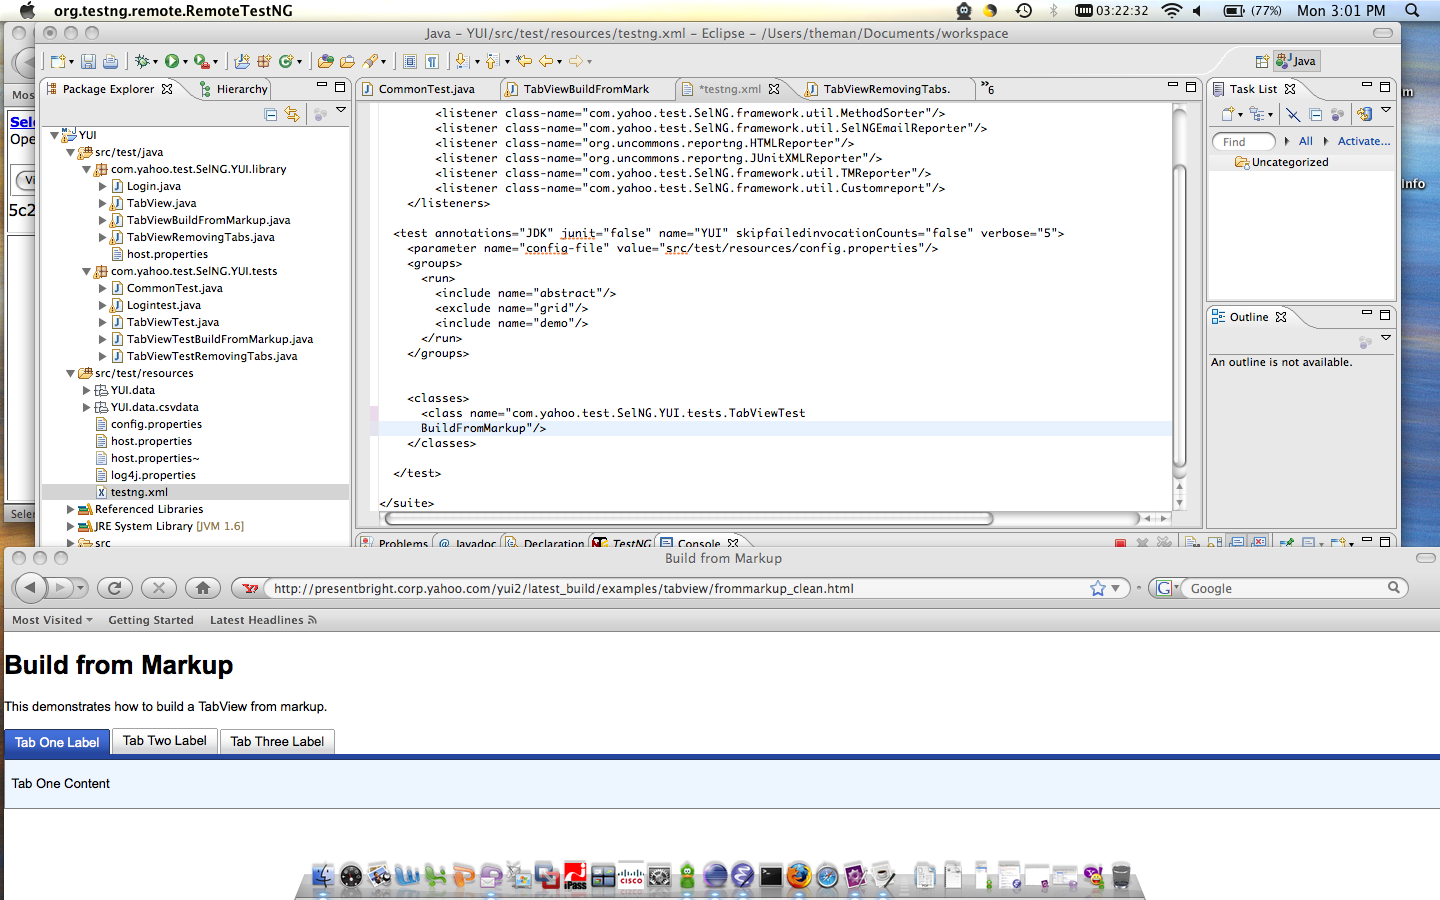 org.testng.remote.RemoteTestNG
03:22:32
(77%)
Mon 3:01 PM
Java – YUI/src/test/resources/testng.xml – Eclipse – /Users/theman/Documents/workspace
Java
Package Explorer
Hierarchy
CommonTest.java
TabViewBuildFromMark
*testng.xml
TabViewRemovingTabs.
»6
Task List
Find
All
Activate...
Uncategorized
Outline
An outline is not available.
Mos
Sele
Ope
Vi
5c2
Selen
m
Info
YUI
src/test/java
com.yahoo.test.SelNG.YUI.library
Login.java
TabView.java
TabViewBuildFromMarkup.java
TabViewRemovingTabs.java
host.properties
com.yahoo.test.SelNG.YUI.tests
CommonTest.java
Logintest.java
TabViewTest.java
TabViewTestBuildFromMarkup.java
TabViewTestRemovingTabs.java
src/test/resources
YUI.data
YUI.data.csvdata
config.properties
host.properties
host.properties~
log4j.properties
testng.xml
Referenced Libraries
JRE System Library [JVM 1.6]
src
<listener class-name="com.yahoo.test.SelNG.framework.util.MethodSorter"/>
<listener class-name="com.yahoo.test.SelNG.framework.util.SelNGEmailReporter"/>
<listener class-name="org.uncommons.reportng.HTMLReporter"/>
<listener class-name="org.uncommons.reportng.JUnitXMLReporter"/>
<listener class-name="com.yahoo.test.SelNG.framework.util.TMReporter"/>
<listener class-name="com.yahoo.test.SelNG.framework.util.Customreport"/>
</listeners>
<test annotations="JDK" junit="false" name="YUI" skipfailedinvocationCounts="false" verbose="5">
<parameter name="config-file" value="src/test/resources/config.properties"/>
<groups>
<run>
<include name="abstract"/>
<exclude name="grid"/>
<include name="demo"/>
</run>
</groups>
<classes>
<class name="com.yahoo.test.SelNG.YUI.tests.TabViewTest
BuildFromMarkup"/>
</classes>
</test>
</suite>
Problems
@ Javadoc
Declaration
TestNG
Console
Build from Markup
http://presentbright.corp.yahoo.com/yui2/latest_build/examples/tabview/frommarkup_clean.html
Google
Most Visited
Getting Started
Latest Headlines
Build from Markup
This demonstrates how to build a TabView from markup.
Tab One Label
Tab Two Label
Tab Three Label
Tab One Content
iPass
CISCO